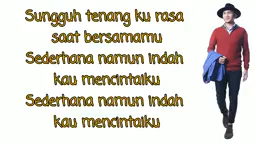 Sungguh tenang ku rasa
saat bersamamu
Sederhana namun indah
kau mencintaiku
Sederhana namun indah
kau mencintaiku